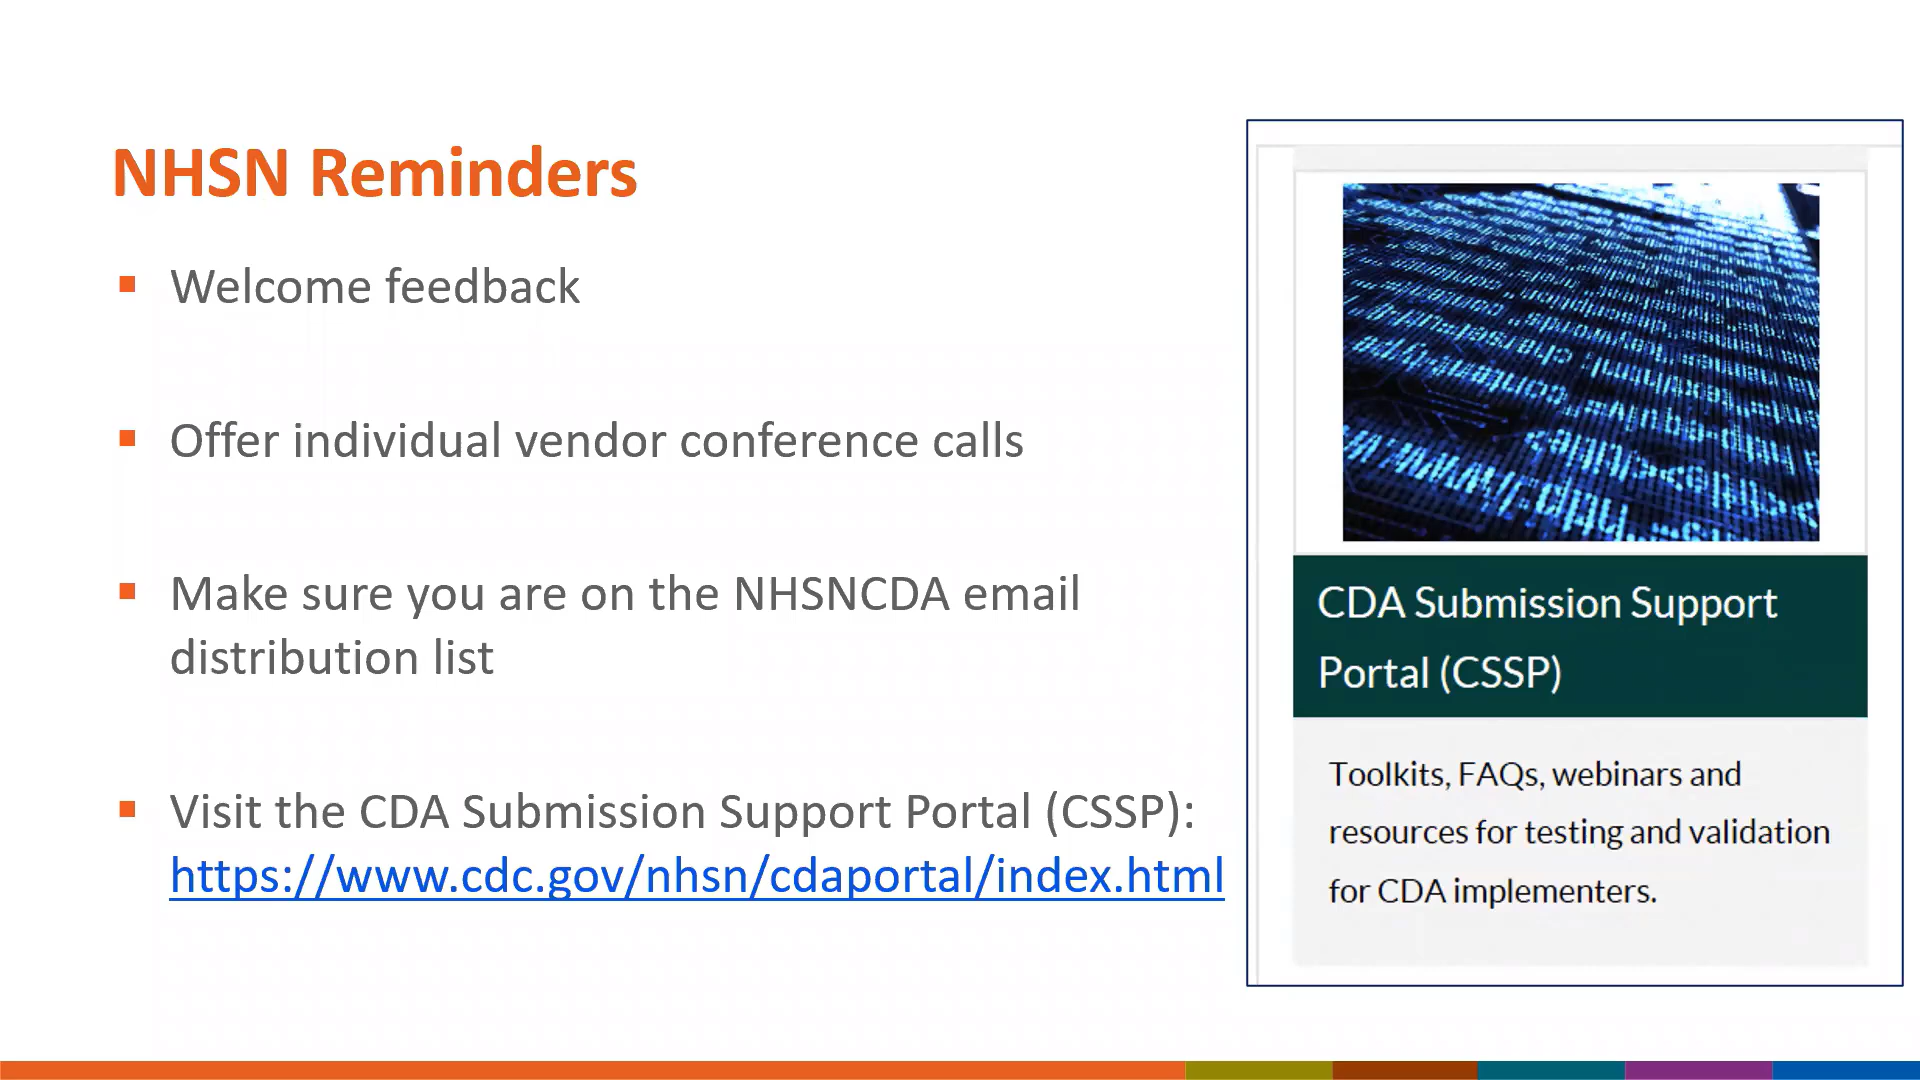 NHSN Reminders
Welcome feedback
Offer individual vendor conference calls
Make sure you are on the NHSNCDA email
distribution list
Visit the CDA Submission Support Portal (CSSP):
https://www.cdc.gov/nhsn/cdaportal/index.html
CDA Submission Support
Portal (CSSP)
Toolkits, FAQs, webinars and
resources for testing and validation
for CDA implementers.